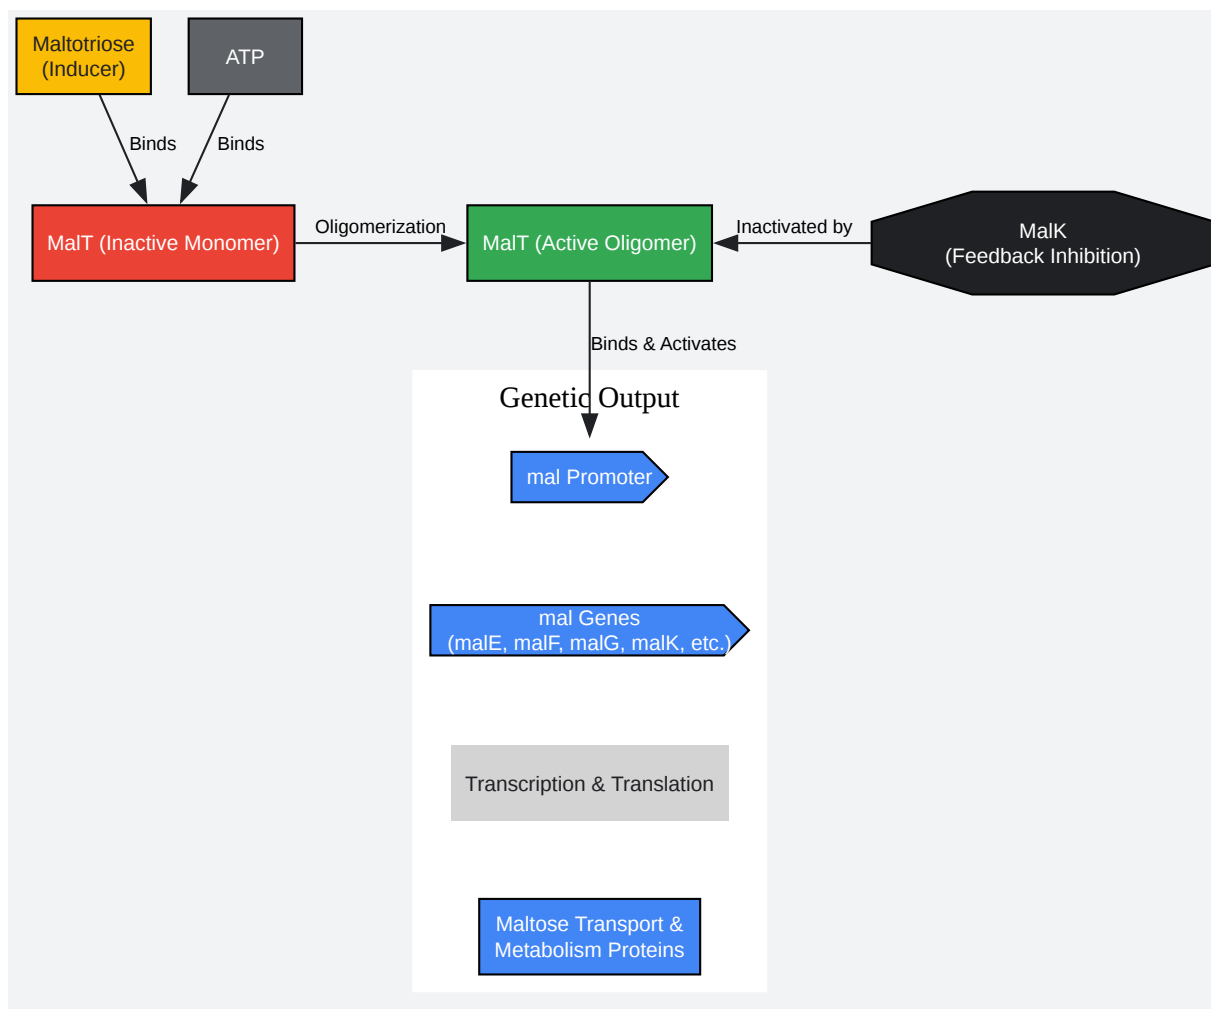 Maltotriose
(Inducer)
ATP
Binds
Binds
MalT (Inactive Monomer)
Oligomerization
MalT (Active Oligomer)
Inactivated by
MalK
(Feedback Inhibition)
Binds & Activates
Genetic Output
mal Promoter
mal Genes
(malE, malF, malG, malK, etc.)
Transcription & Translation
Maltose Transport &
Metabolism Proteins